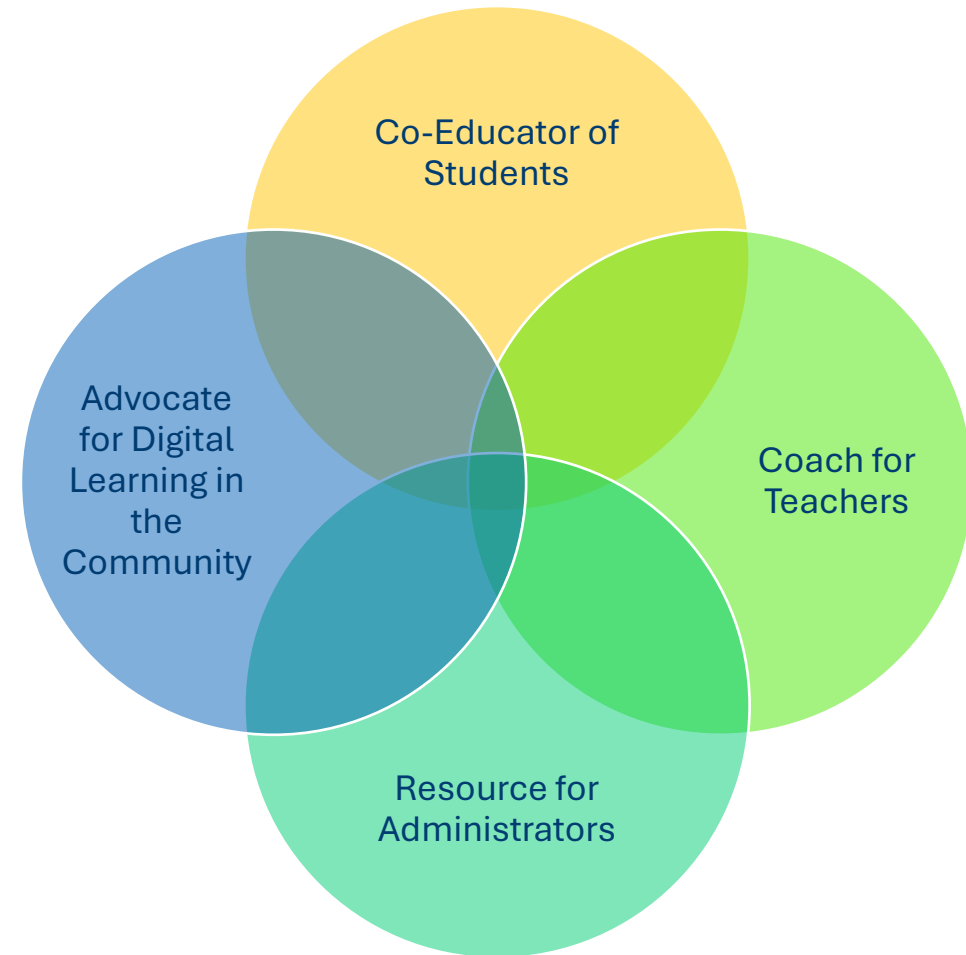 Co-Educator of
Students
Advocate
for Digital
Learning in
the
Community
Coach for
Teachers
Resource for
Administrators